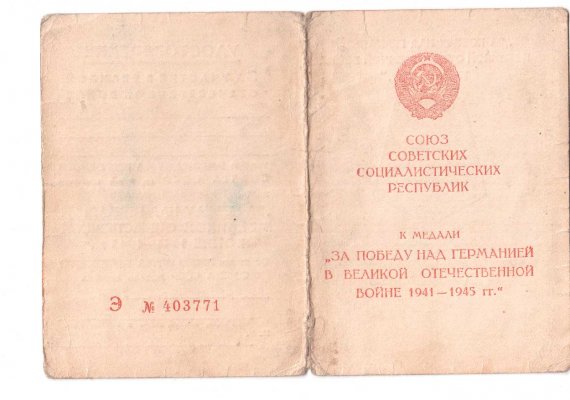 Э № 403771
СОЮЗ
СОВЕТСКИХ
СОЦИАЛИСТИЧЕСКИХ
РЕСПУБЛИК
К МЕДАЛИ
„ЗА ПОБЕДУ НАД ГЕРМАНИЕЙ
В ВЕЛИКОЙ ОТЕЧЕСТВЕННОЙ
ВОЙНЕ 1941—1945 гг.“